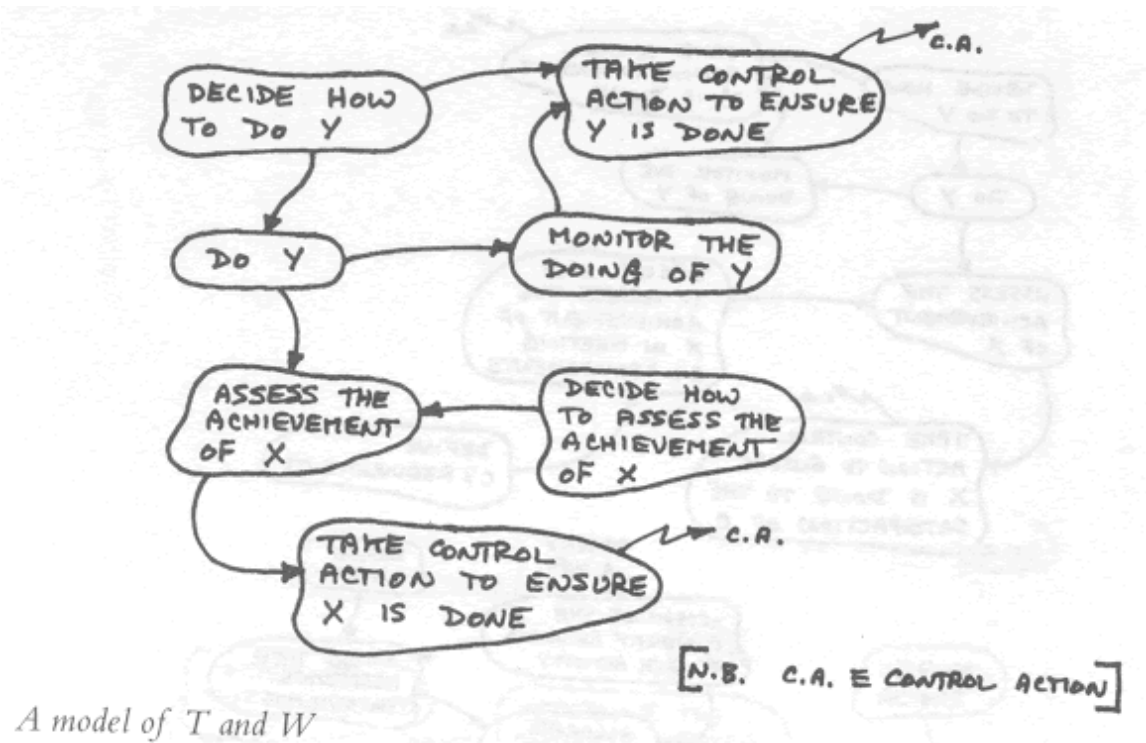 DECIDE HOW
TO DO Y
TAKE CONTROL
ACTION TO ENSURE
Y IS DONE
C.A.
DO Y
MONITOR THE
DOING OF Y
ASSESS THE
ACHIEVEMENT
OF X
DECIDE HOW
TO ASSESS THE
ACHIEVEMENT
OF X
TAKE CONTROL
ACTION TO ENSURE
X IS DONE
C.A.
[N.B. C.A. ≡ CONTROL ACTION]
A model of T and W